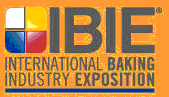 IBIE®
INTERNATIONAL BAKING
INDUSTRY EXPOSITION